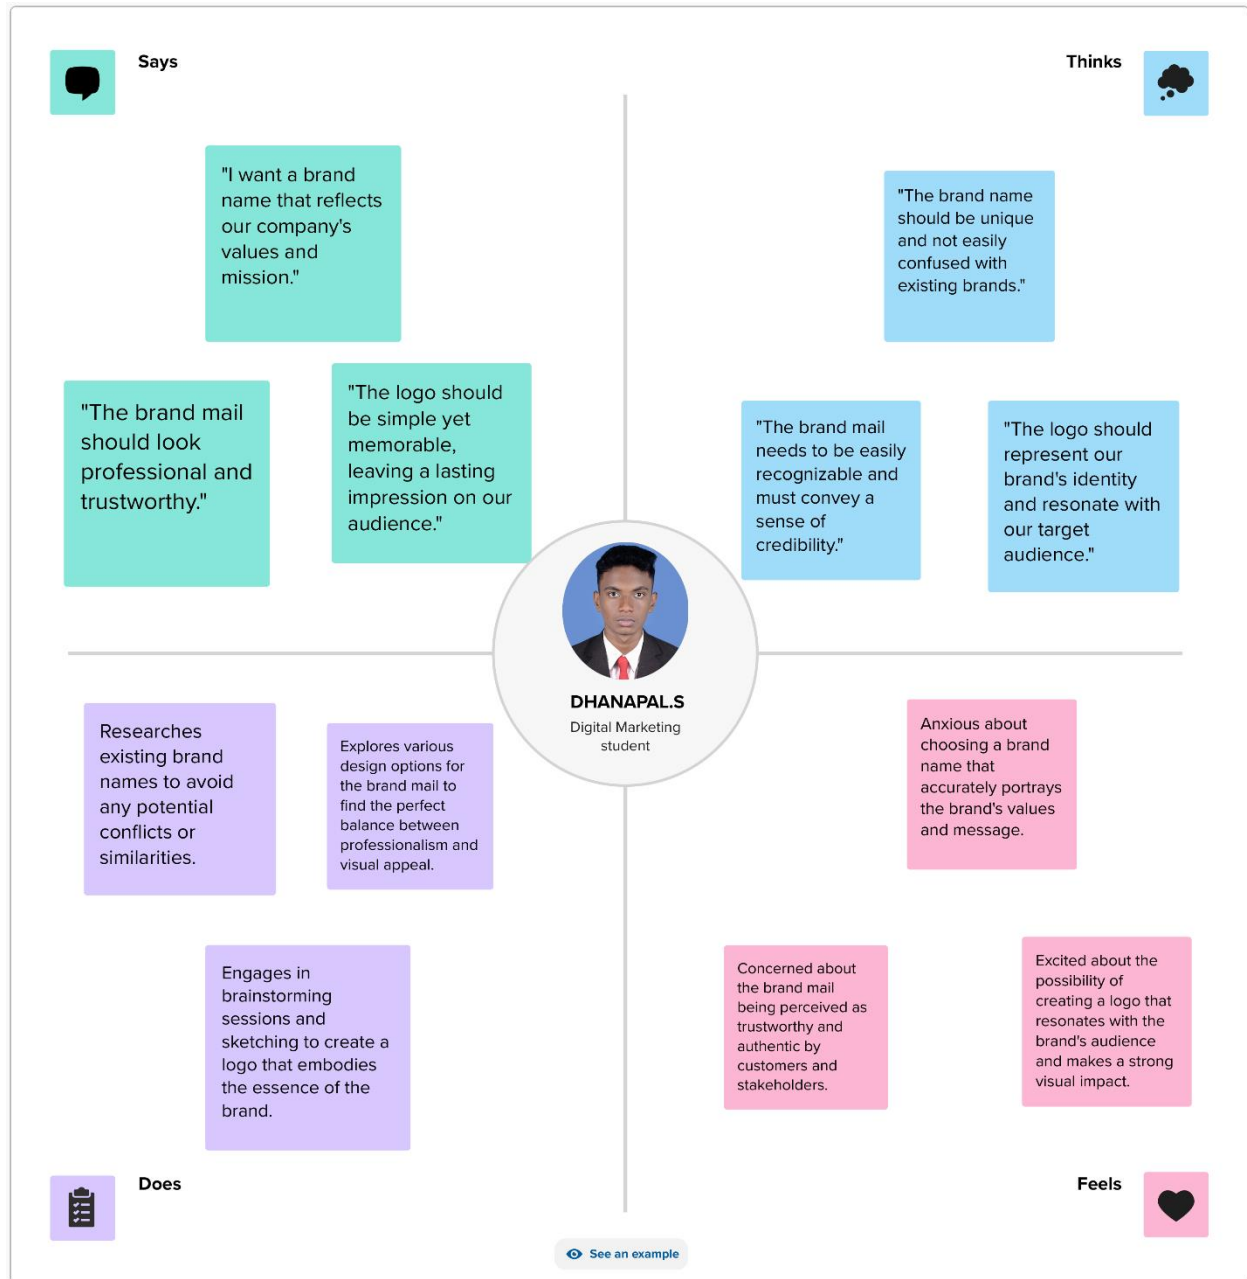 Says
Thinks
"I want a brand
name that reflects
our company's
values and
mission."
"The brand name
should be unique
and not easily
confused with
existing brands."
"The brand mail
should look
professional and
trustworthy."
"The logo should
be simple yet
memorable,
leaving a lasting
impression on our
audience."
"The brand mail
needs to be easily
recognizable and
must convey a
sense of
credibility."
"The logo should
represent our
brand's identity
and resonate with
our target
audience."
DHANAPAL.S
Digital Marketing
student
Researches
existing brand
names to avoid
any potential
conflicts or
similarities.
Explores various
design options for
the brand mail to
find the perfect
balance between
professionalism and
visual appeal.
Anxious about
choosing a brand
name that
accurately portrays
the brand's values
and message.
Engages in
brainstorming
sessions and
sketching to create a
logo that embodies
the essence of the
brand.
Concerned about
the brand mail
being perceived as
trustworthy and
authentic by
customers and
stakeholders.
Excited about the
possibility of
creating a logo that
resonates with the
brand's audience
and makes a strong
visual impact.
Does
Feels
See an example